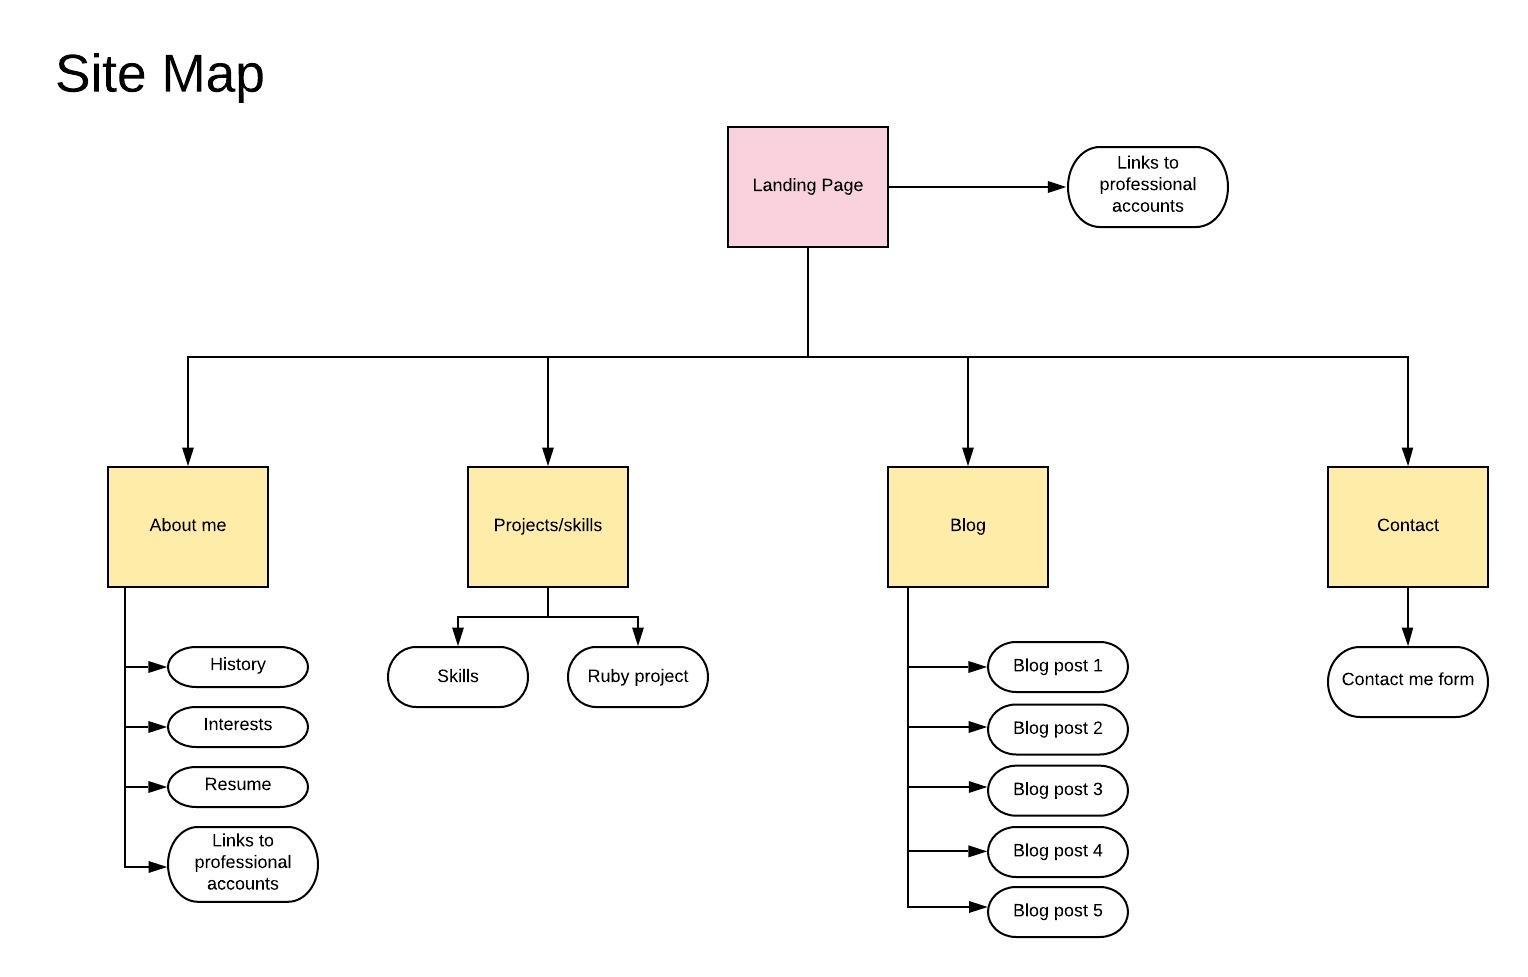 Site Map
Landing Page
Links to
professional
accounts
About me
Projects/skills
Blog
Contact
History
Interests
Resume
Links to
professional
accounts
Skills
Ruby project
Blog post 1
Blog post 2
Blog post 3
Blog post 4
Blog post 5
Contact me form